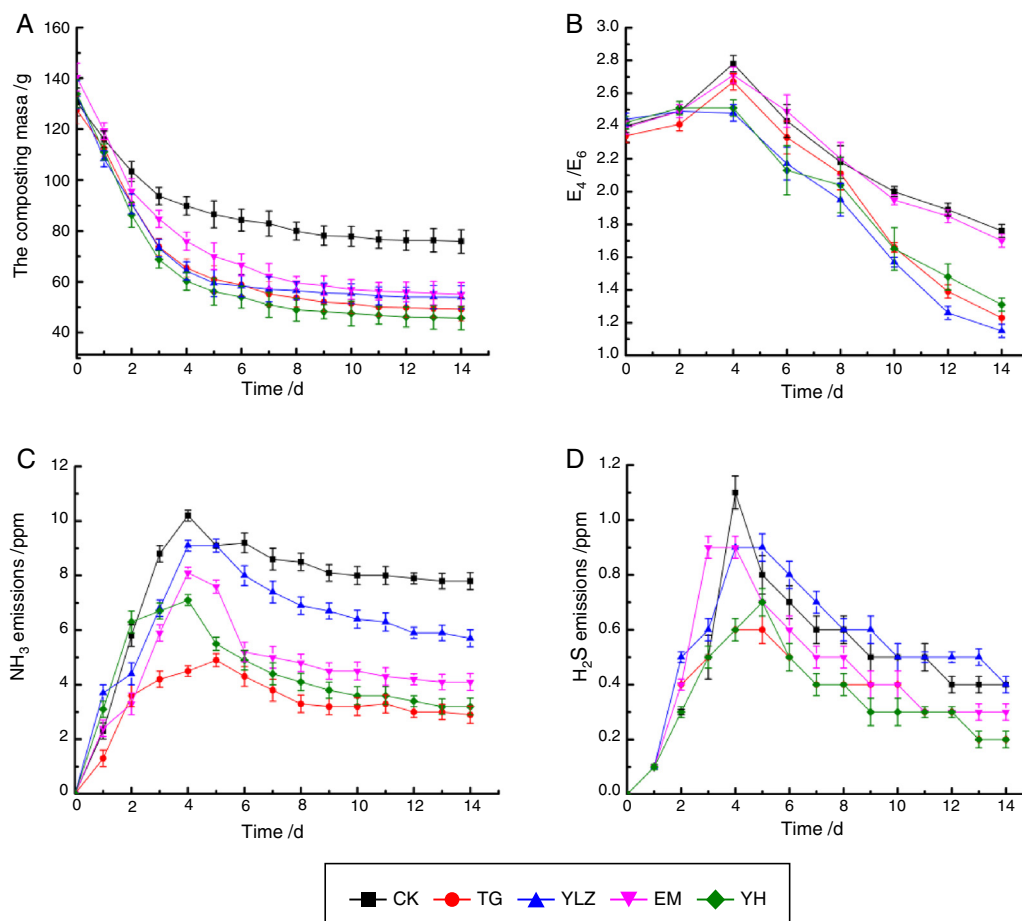 A
The composting masa /g
160
140
120
100
80
60
40
0 2 4 6 8 10 12 14
Time /d
B
E4 /E6
2.8
2.6
2.4
2.2
2.0
1.8
1.6
1.4
1.2
1.0
0 2 4 6 8 10 12 14
Time /d
C
NH3 emissions /ppm
12
10
8
6
4
2
0
0 2 4 6 8 10 12 14
Time /d
D
H2S emissions /ppm
1.2
1.0
0.8
0.6
0.4
0.2
0.0
0 2 4 6 8 10 12 14
Time /d
CK TG YLZ EM YH